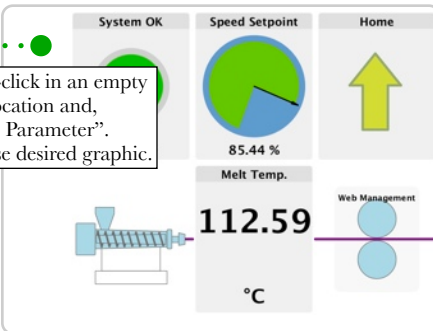 System OK
Speed Setpoint
Home
click in an empty
ocation and,
Parameter”.
e desired graphic.
85.44 %
Melt Temp.
112.59
°C
Web Management